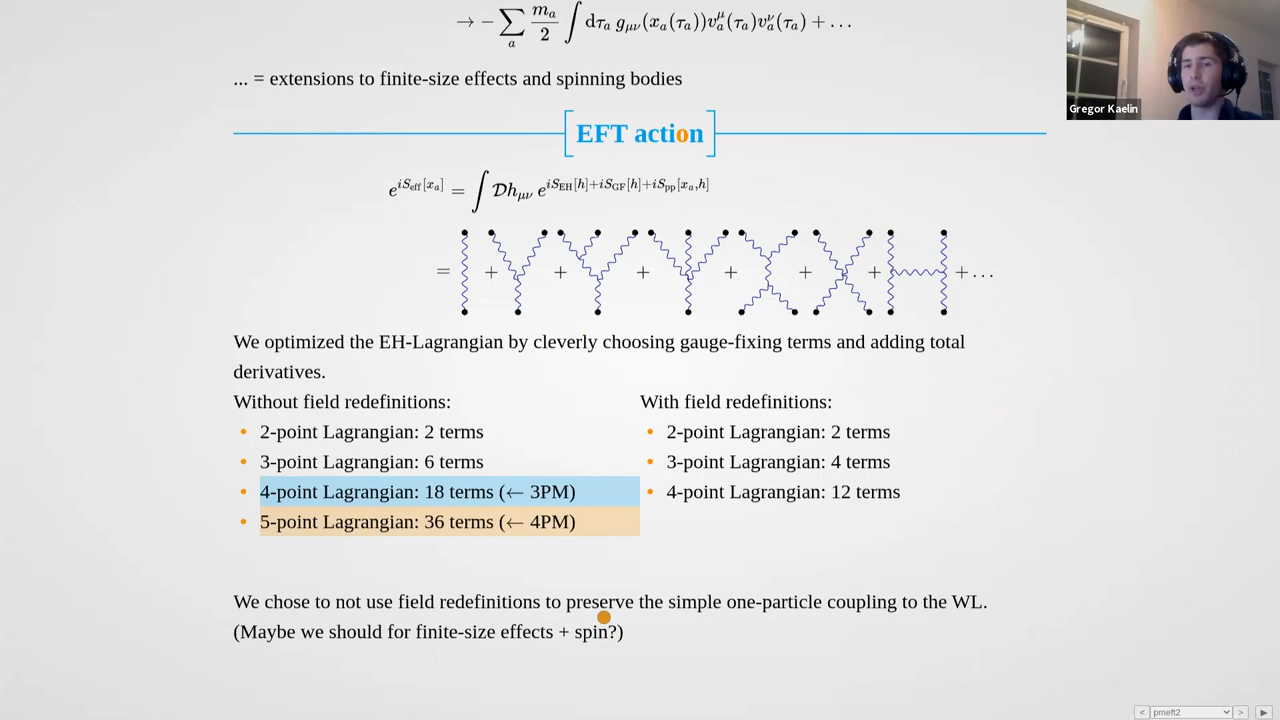 → − ∑_a m_a/2 ∫ dτ_a g_μν(x_a(τ_a))v_a^μ(τ_a)v_a^ν(τ_a) + ...
... = extensions to finite-size effects and spinning bodies
Gregor Kaelin
EFT action
e^{iS_eff[x_a]} = ∫ 𝒟h_μν e^{iS_EH[h]+iS_GF[h]+iS_pp[x_a,h]}
= + + + + + + + ...
We optimized the EH-Lagrangian by cleverly choosing gauge-fixing terms and adding total
derivatives.
Without field redefinitions:
• 2-point Lagrangian: 2 terms
• 3-point Lagrangian: 6 terms
• 4-point Lagrangian: 18 terms (← 3PM)
• 5-point Lagrangian: 36 terms (← 4PM)
With field redefinitions:
• 2-point Lagrangian: 2 terms
• 3-point Lagrangian: 4 terms
• 4-point Lagrangian: 12 terms
We chose to not use field redefinitions to preserve the simple one-particle coupling to the WL.
(Maybe we should for finite-size effects + spin?)
< pmeft2 >